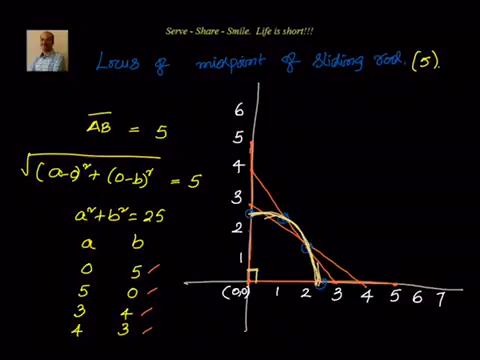 Serve - Share - Smile. Life is short!!!
Locus of midpoint of sliding rod. (5).
AB = 5
√(a-0)² + (0-b)² = 5
a² + b² = 25
a b
0 5
5 0
3 4
4 3
6
5
4
3
2
1
(0,0) 1 2 3 4 5 6 7